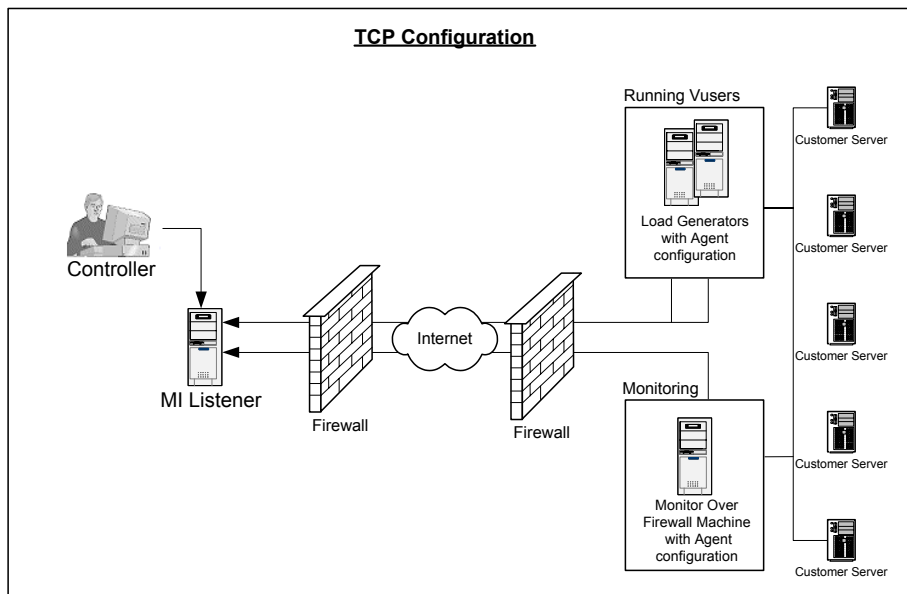 TCP Configuration
Running Vusers
Customer Server
Load Generators
with Agent
configuration
Customer Server
Controller
Internet
Customer Server
MI Listener
Firewall
Firewall
Monitoring
Customer Server
Monitor Over
Firewall Machine
with Agent
configuration
Customer Server